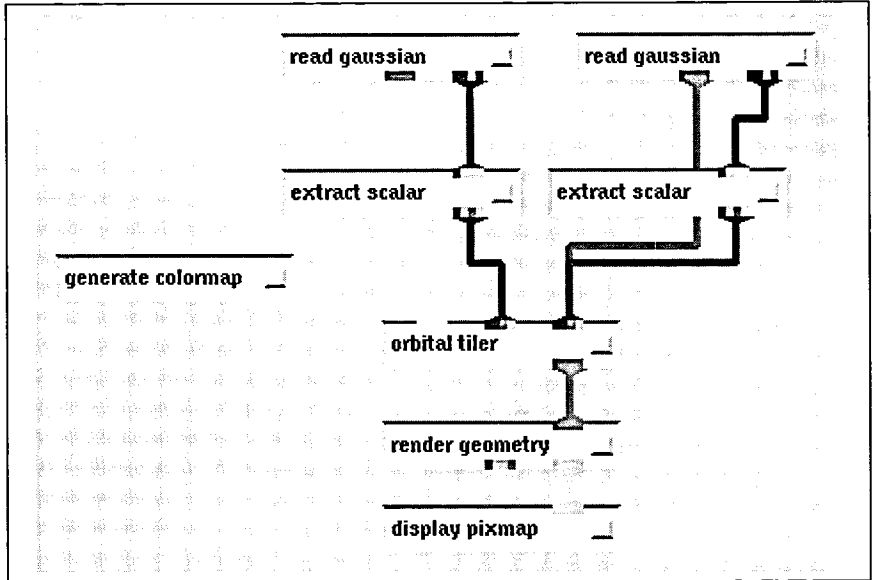 read gaussian
read gaussian
extract scalar
extract scalar
generate colormap
orbital tiler
render geometry
display pixmap